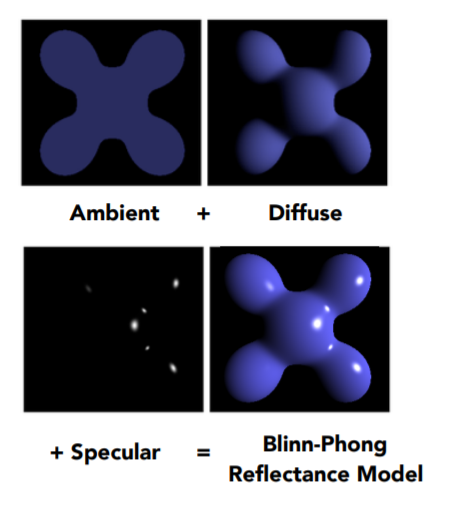 Ambient + Diffuse
+ Specular = Blinn-Phong
Reflectance Model